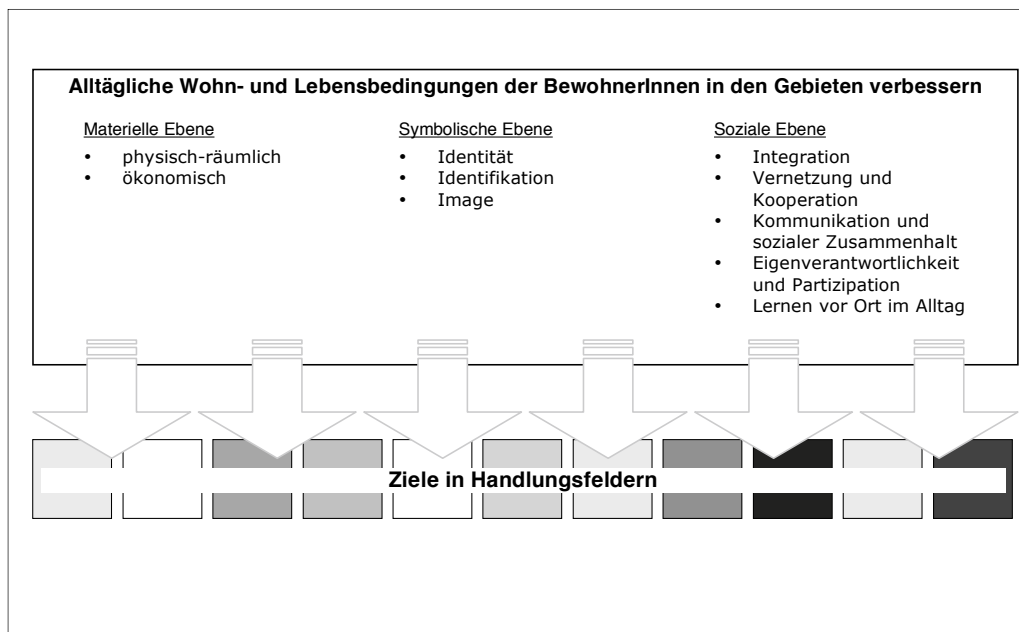 Alltägliche Wohn- und Lebensbedingungen der BewohnerInnen in den Gebieten verbessern
Materielle Ebene
• physisch-räumlich
• ökonomisch
Symbolische Ebene
• Identität
• Identifikation
• Image
Soziale Ebene
• Integration
• Vernetzung und
Kooperation
• Kommunikation und
sozialer Zusammenhalt
• Eigenverantwortlichkeit
und Partizipation
• Lernen vor Ort im Alltag
Ziele in Handlungsfeldern